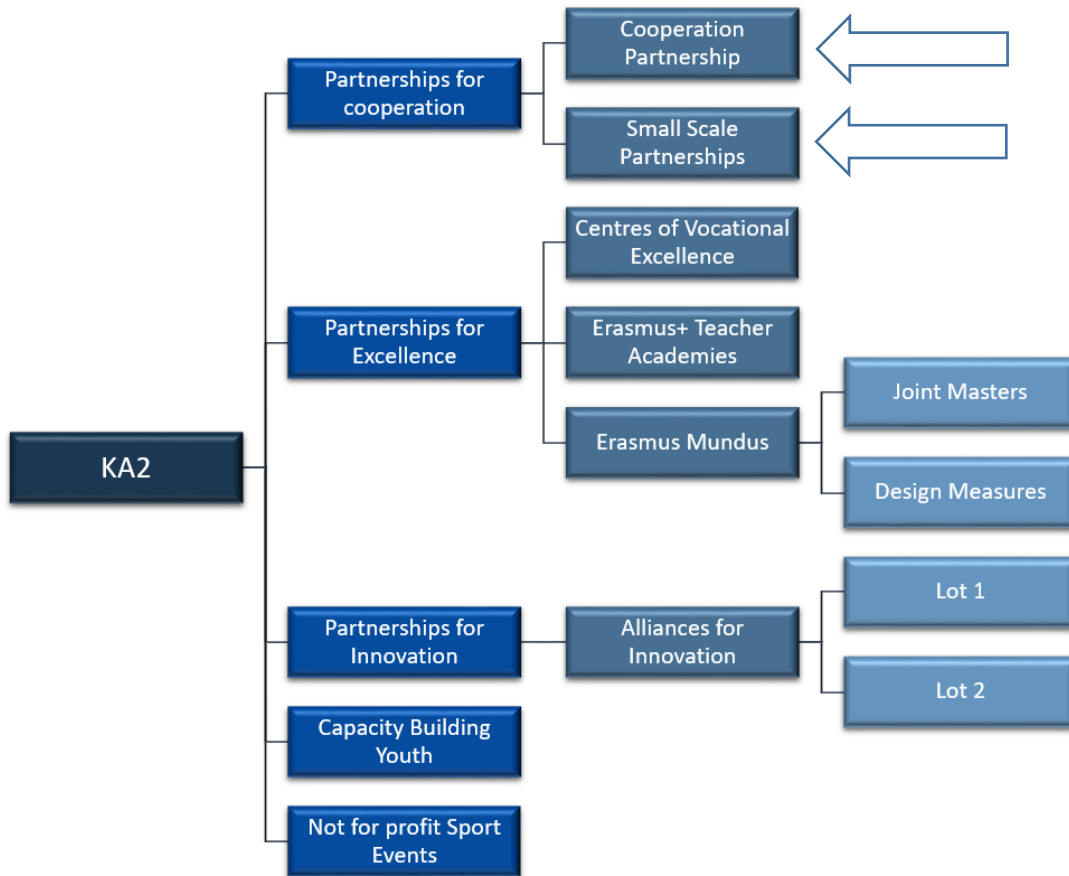 Cooperation
Partnership
Partnerships for
cooperation
Small Scale
Partnerships
Centres of Vocational
Excellence
Partnerships for
Excellence
Erasmus+ Teacher
Academies
Joint Masters
Erasmus Mundus
KA2
Design Measures
Lot 1
Partnerships for
Innovation
Alliances for
Innovation
Lot 2
Capacity Building
Youth
Not for profit Sport
Events